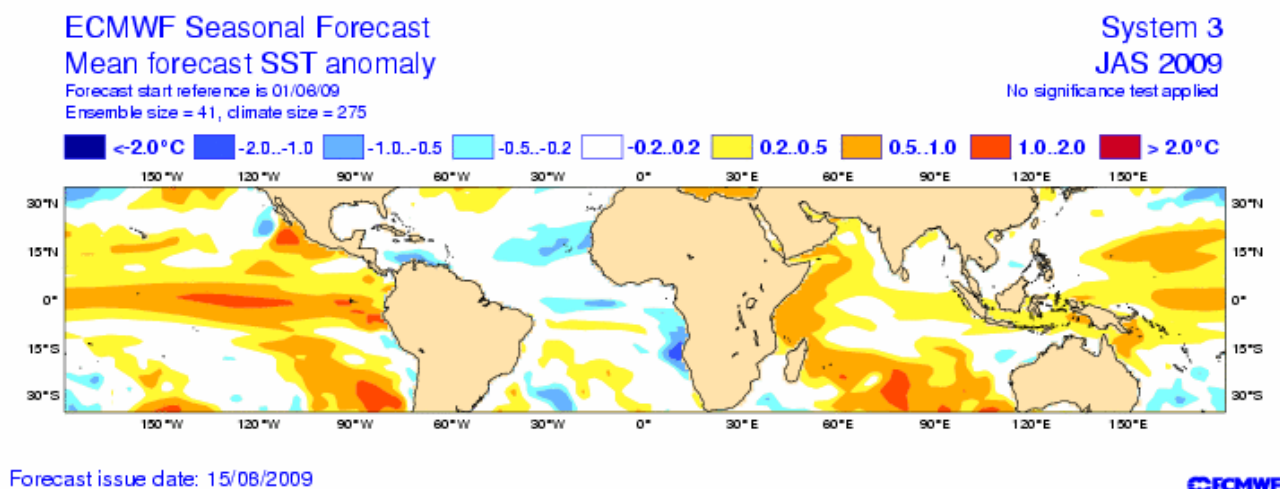 ECMWF Seasonal Forecast
System 3
Mean forecast SST anomaly
JAS 2009
Forecast start reference is 01/06/09
No significance test applied
Ensemble size = 41, climate size = 275
<-2.0°C -2.0..-1.0 -1.0..-0.5 -0.5..-0.2 -0.2..0.2 0.2..0.5 0.5..1.0 1.0..2.0 > 2.0°C
150°W 120°W 90°W 60°W 30°W 0° 30°E 60°E 90°E 120°E 150°E
30°N 30°N
15°N 15°N
0° 0°
15°S 15°S
30°S 30°S
150°W 120°W 90°W 60°W 30°W 0° 30°E 60°E 90°E 120°E 150°E
Forecast issue date: 15/06/2009
ECMWF